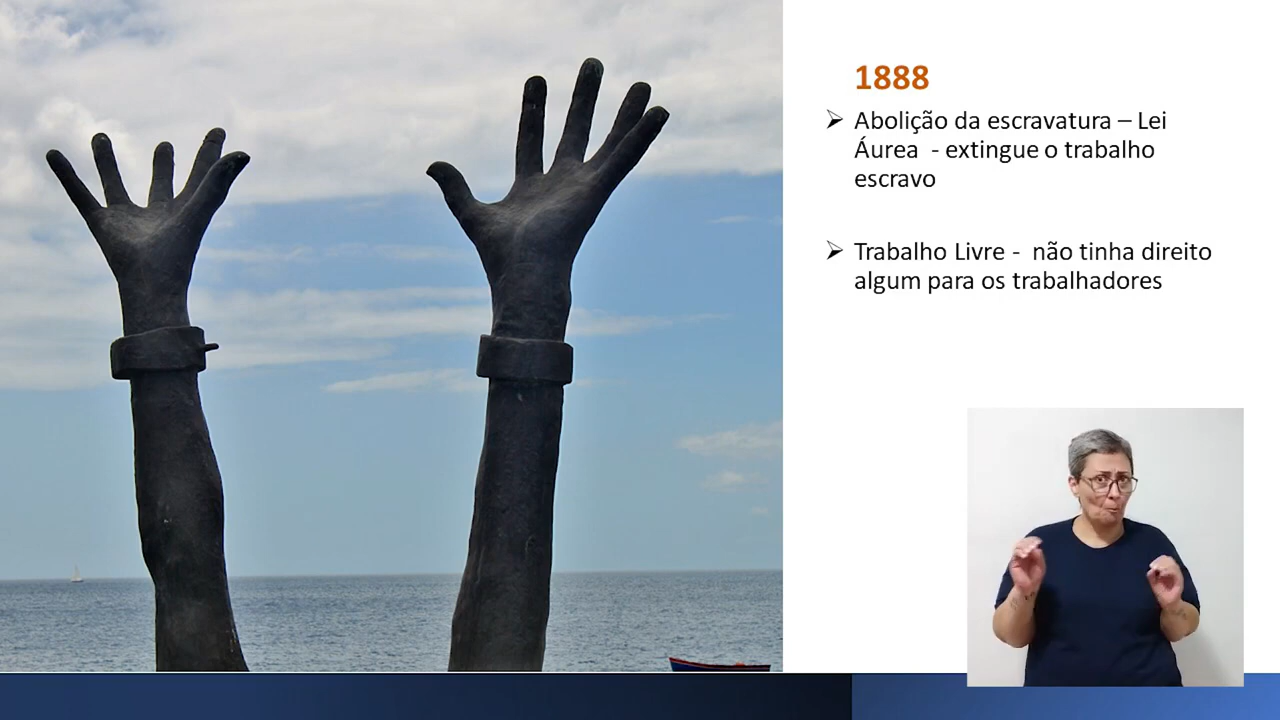 1888
➢ Abolição da escravatura – Lei
Áurea - extingue o trabalho
escravo
➢ Trabalho Livre - não tinha direito
algum para os trabalhadores